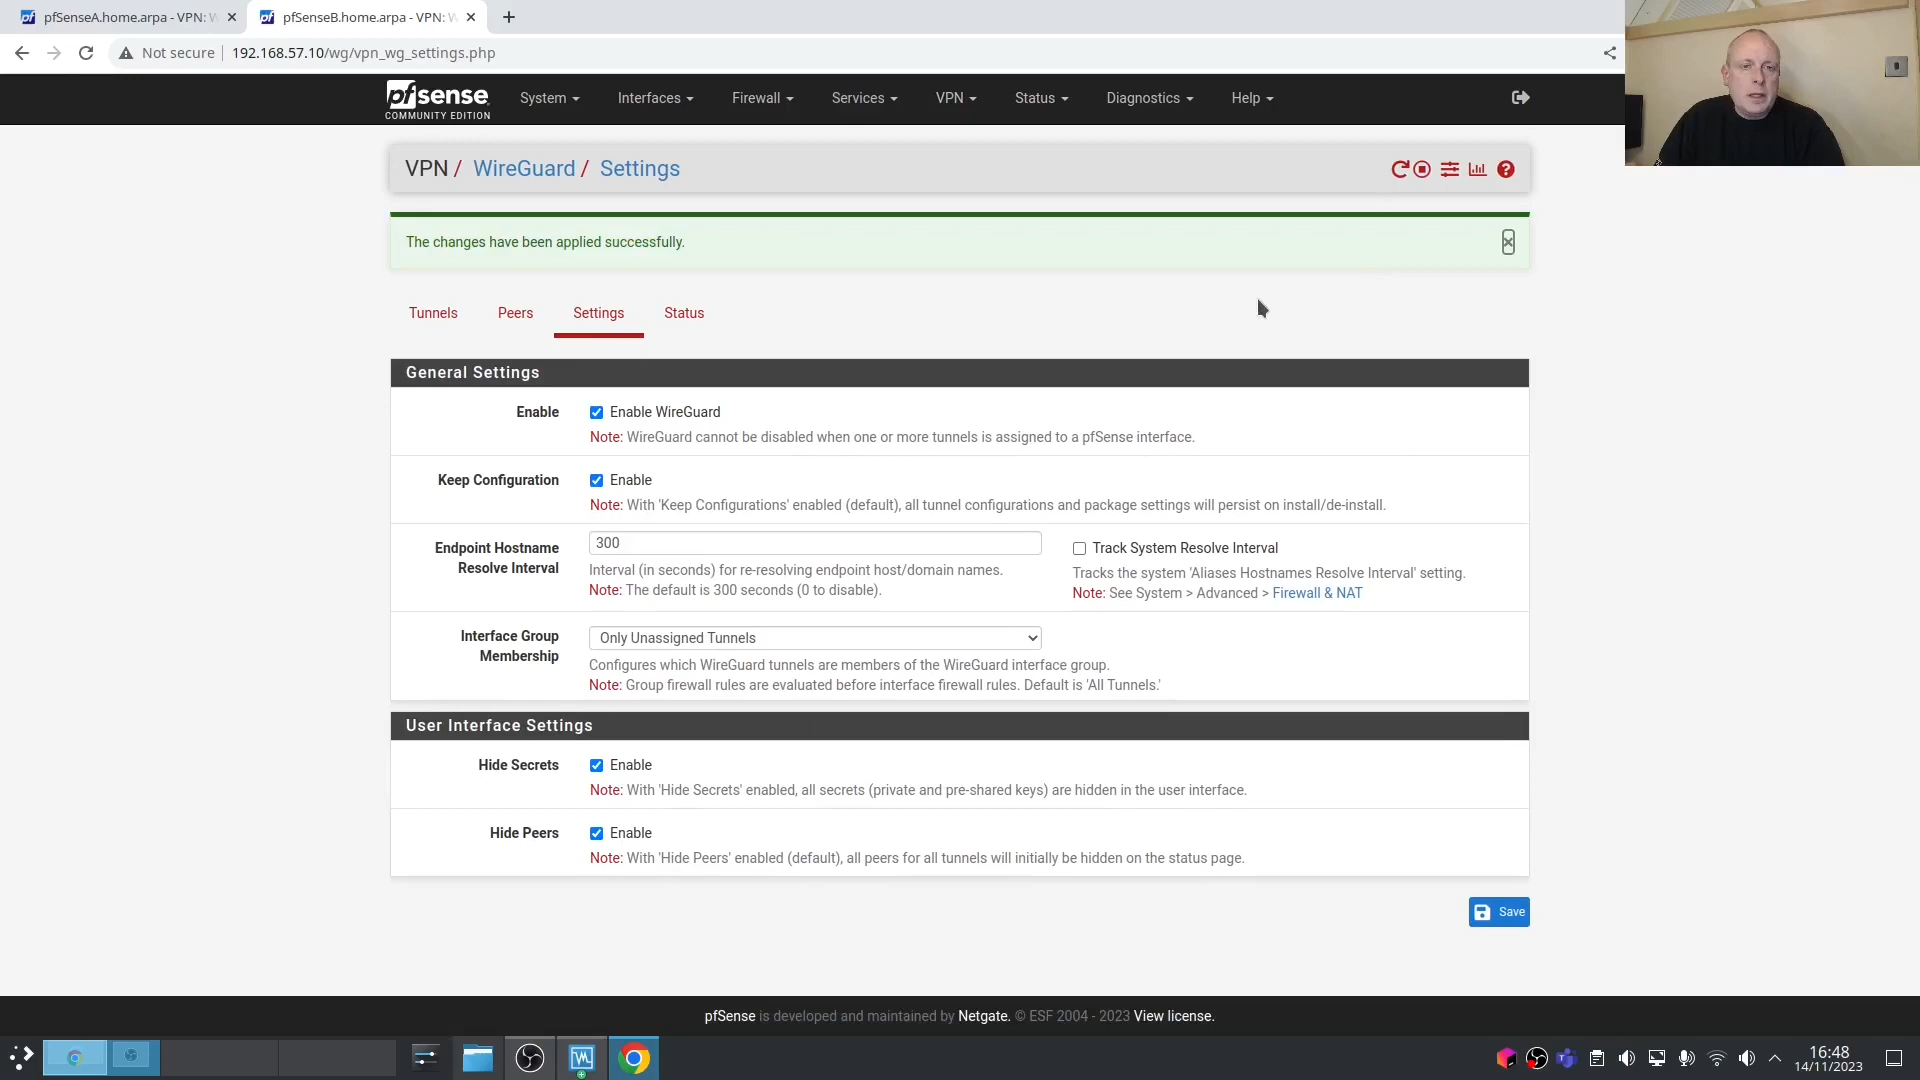 pfSenseA.home.arpa - VPN: W
pfSenseB.home.arpa - VPN: W
Not secure
192.168.57.10/wg/vpn_wg_settings.php
pfsense
COMMUNITY EDITION
System
Interfaces
Firewall
Services
VPN
Status
Diagnostics
Help
VPN / WireGuard / Settings
The changes have been applied successfully.
Tunnels
Peers
Settings
Status
General Settings
Enable
Enable WireGuard
Note: WireGuard cannot be disabled when one or more tunnels is assigned to a pfSense interface.
Keep Configuration
Enable
Note: With 'Keep Configurations' enabled (default), all tunnel configurations and package settings will persist on install/de-install.
Endpoint Hostname
Resolve Interval
300
Interval (in seconds) for re-resolving endpoint host/domain names.
Note: The default is 300 seconds (0 to disable).
Track System Resolve Interval
Tracks the system 'Aliases Hostnames Resolve Interval' setting.
Note: See System > Advanced > Firewall & NAT
Interface Group
Membership
Only Unassigned Tunnels
Configures which WireGuard tunnels are members of the WireGuard interface group.
Note: Group firewall rules are evaluated before interface firewall rules. Default is 'All Tunnels.'
User Interface Settings
Hide Secrets
Enable
Note: With 'Hide Secrets' enabled, all secrets (private and pre-shared keys) are hidden in the user interface.
Hide Peers
Enable
Note: With 'Hide Peers' enabled (default), all peers for all tunnels will initially be hidden on the status page.
Save
pfSense is developed and maintained by Netgate. © ESF 2004 - 2023 View license.
16:48
14/11/2023